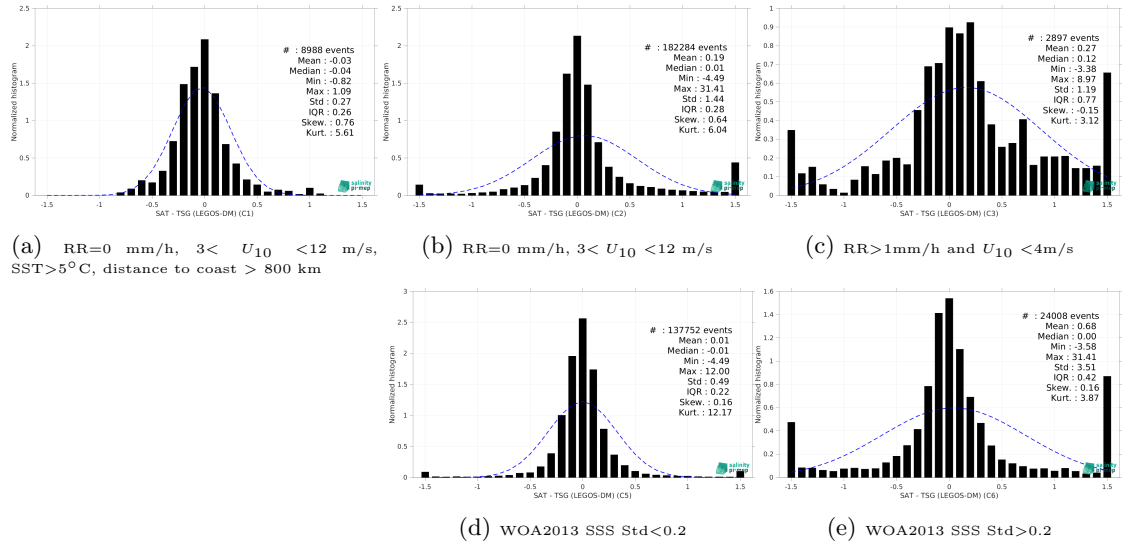 2.5
2
1.5
1
0.5
0
-1.5 -1 -0.5 0 0.5 1 1.5
Normalized histogram
SAT - TSG (LEGOS-DM) (C1)
# : 8988 events
Mean : -0.03
Median : -0.04
Min : -0.82
Max : 1.09
Std : 0.27
IQR : 0.26
Skew. : 0.76
Kurt. : 5.61
salinity
pi-mep
(a) RR=0 mm/h, 3< U10 <12 m/s,
SST>5°C, distance to coast > 800 km
2.5
2
1.5
1
0.5
0
-1.5 -1 -0.5 0 0.5 1 1.5
Normalized histogram
SAT - TSG (LEGOS-DM) (C2)
# : 182284 events
Mean : 0.19
Median : 0.01
Min : -4.49
Max : 31.41
Std : 1.44
IQR : 0.28
Skew. : 0.64
Kurt. : 6.04
salinity
pi-mep
(b) RR=0 mm/h, 3< U10 <12 m/s
1
0.9
0.8
0.7
0.6
0.5
0.4
0.3
0.2
0.1
0
-1.5 -1 -0.5 0 0.5 1 1.5
Normalized histogram
SAT - TSG (LEGOS-DM) (C3)
# : 2897 events
Mean : 0.27
Median : 0.12
Min : -3.38
Max : 8.97
Std : 1.19
IQR : 0.77
Skew. : -0.15
Kurt. : 3.12
salinity
pi-mep
(c) RR>1mm/h and U10 <4m/s
3
2.5
2
1.5
1
0.5
0
-1.5 -1 -0.5 0 0.5 1 1.5
Normalized histogram
SAT - TSG (LEGOS-DM) (C5)
# : 137752 events
Mean : 0.01
Median : -0.01
Min : -4.49
Max : 12.00
Std : 0.49
IQR : 0.22
Skew. : 0.16
Kurt. : 12.17
salinity
pi-mep
(d) WOA2013 SSS Std<0.2
1.6
1.4
1.2
1
0.8
0.6
0.4
0.2
0
-1.5 -1 -0.5 0 0.5 1 1.5
Normalized histogram
SAT - TSG (LEGOS-DM) (C6)
# : 24008 events
Mean : 0.68
Median : 0.00
Min : -3.58
Max : 31.41
Std : 3.51
IQR : 0.42
Skew. : 0.16
Kurt. : 3.87
salinity
pi-mep
(e) WOA2013 SSS Std>0.2